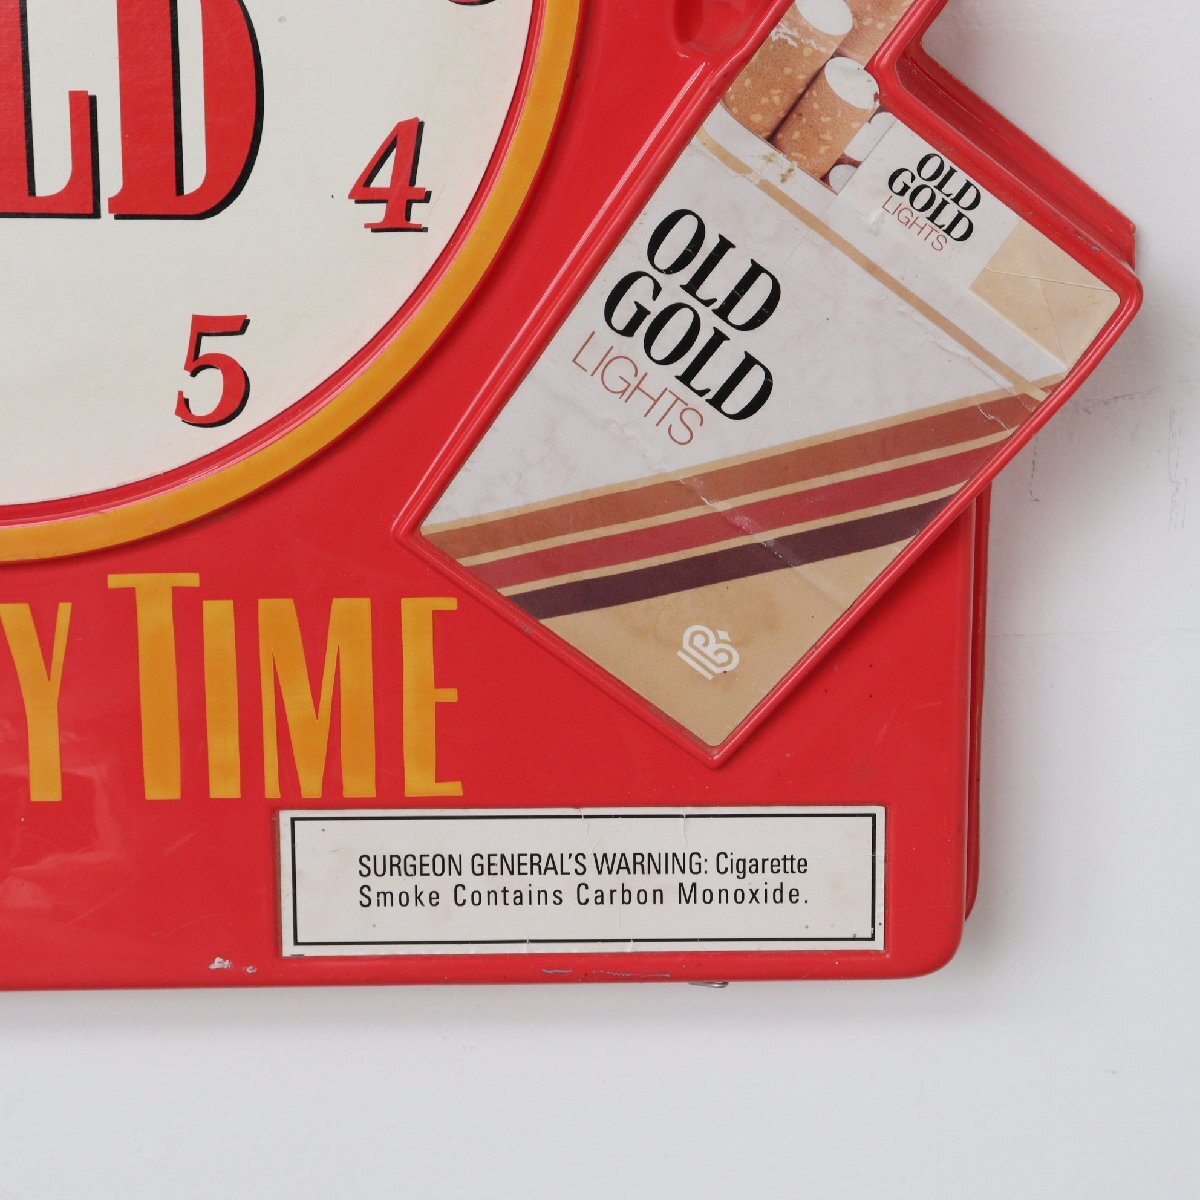 LD
4
5
OLD
GOLD
LIGHTS
OLD
GOLD
LIGHTS
Y TIME
SURGEON GENERAL'S WARNING: Cigarette
Smoke Contains Carbon Monoxide.